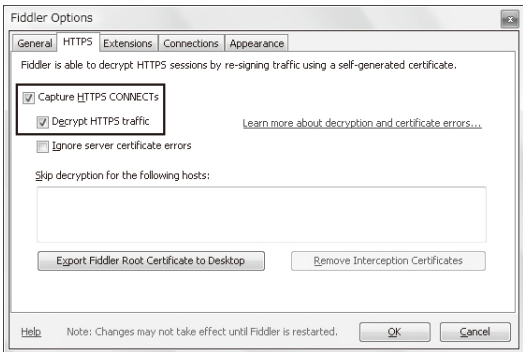 Fiddler Options
General HTTPS Extensions Connections Appearance
Fiddler is able to decrypt HTTPS sessions by re-signing traffic using a self-generated certificate.
Capture HTTPS CONNECTs
Decrypt HTTPS traffic Learn more about decryption and certificate errors...
Ignore server certificate errors
Skip decryption for the following hosts:
Export Fiddler Root Certificate to Desktop Remove Interception Certificates
Help Note: Changes may not take effect until Fiddler is restarted. OK Cancel